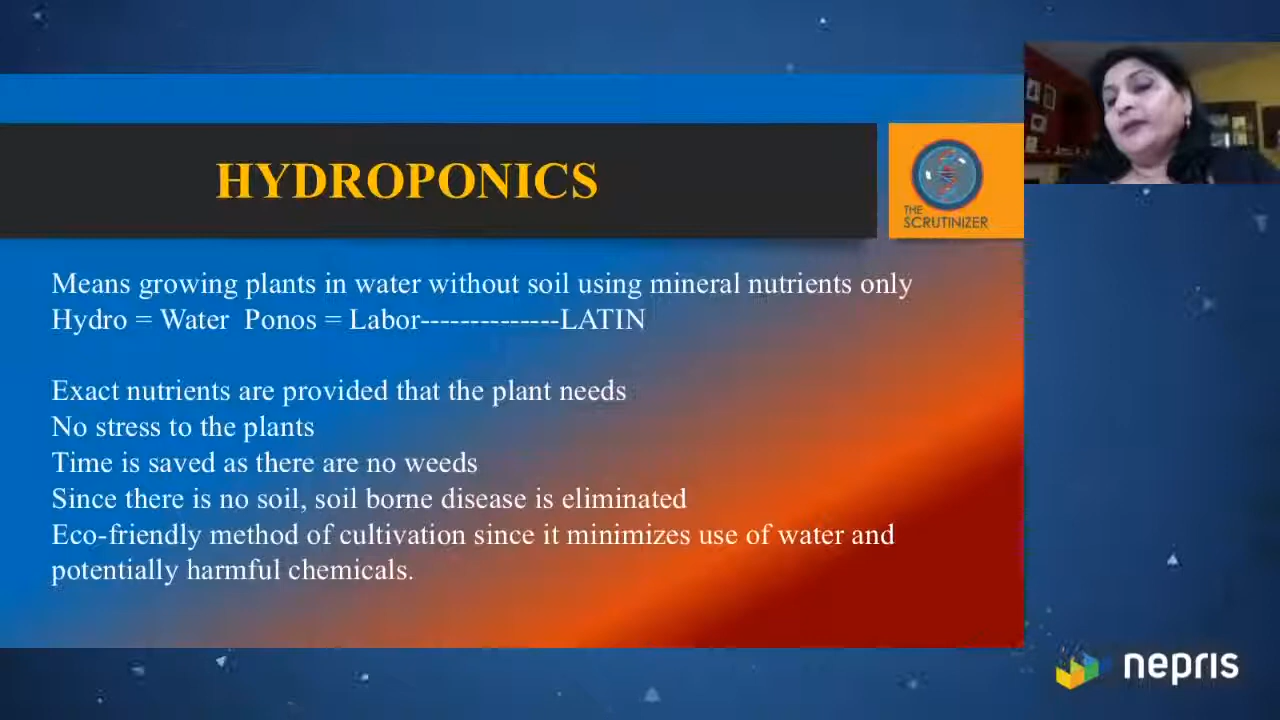 HYDROPONICS
THE
SCRUTINIZER
Means growing plants in water without soil using mineral nutrients only
Hydro = Water  Ponos = Labor--------------LATIN
Exact nutrients are provided that the plant needs
No stress to the plants
Time is saved as there are no weeds
Since there is no soil, soil borne disease is eliminated
Eco-friendly method of cultivation since it minimizes use of water and
potentially harmful chemicals.
nepris